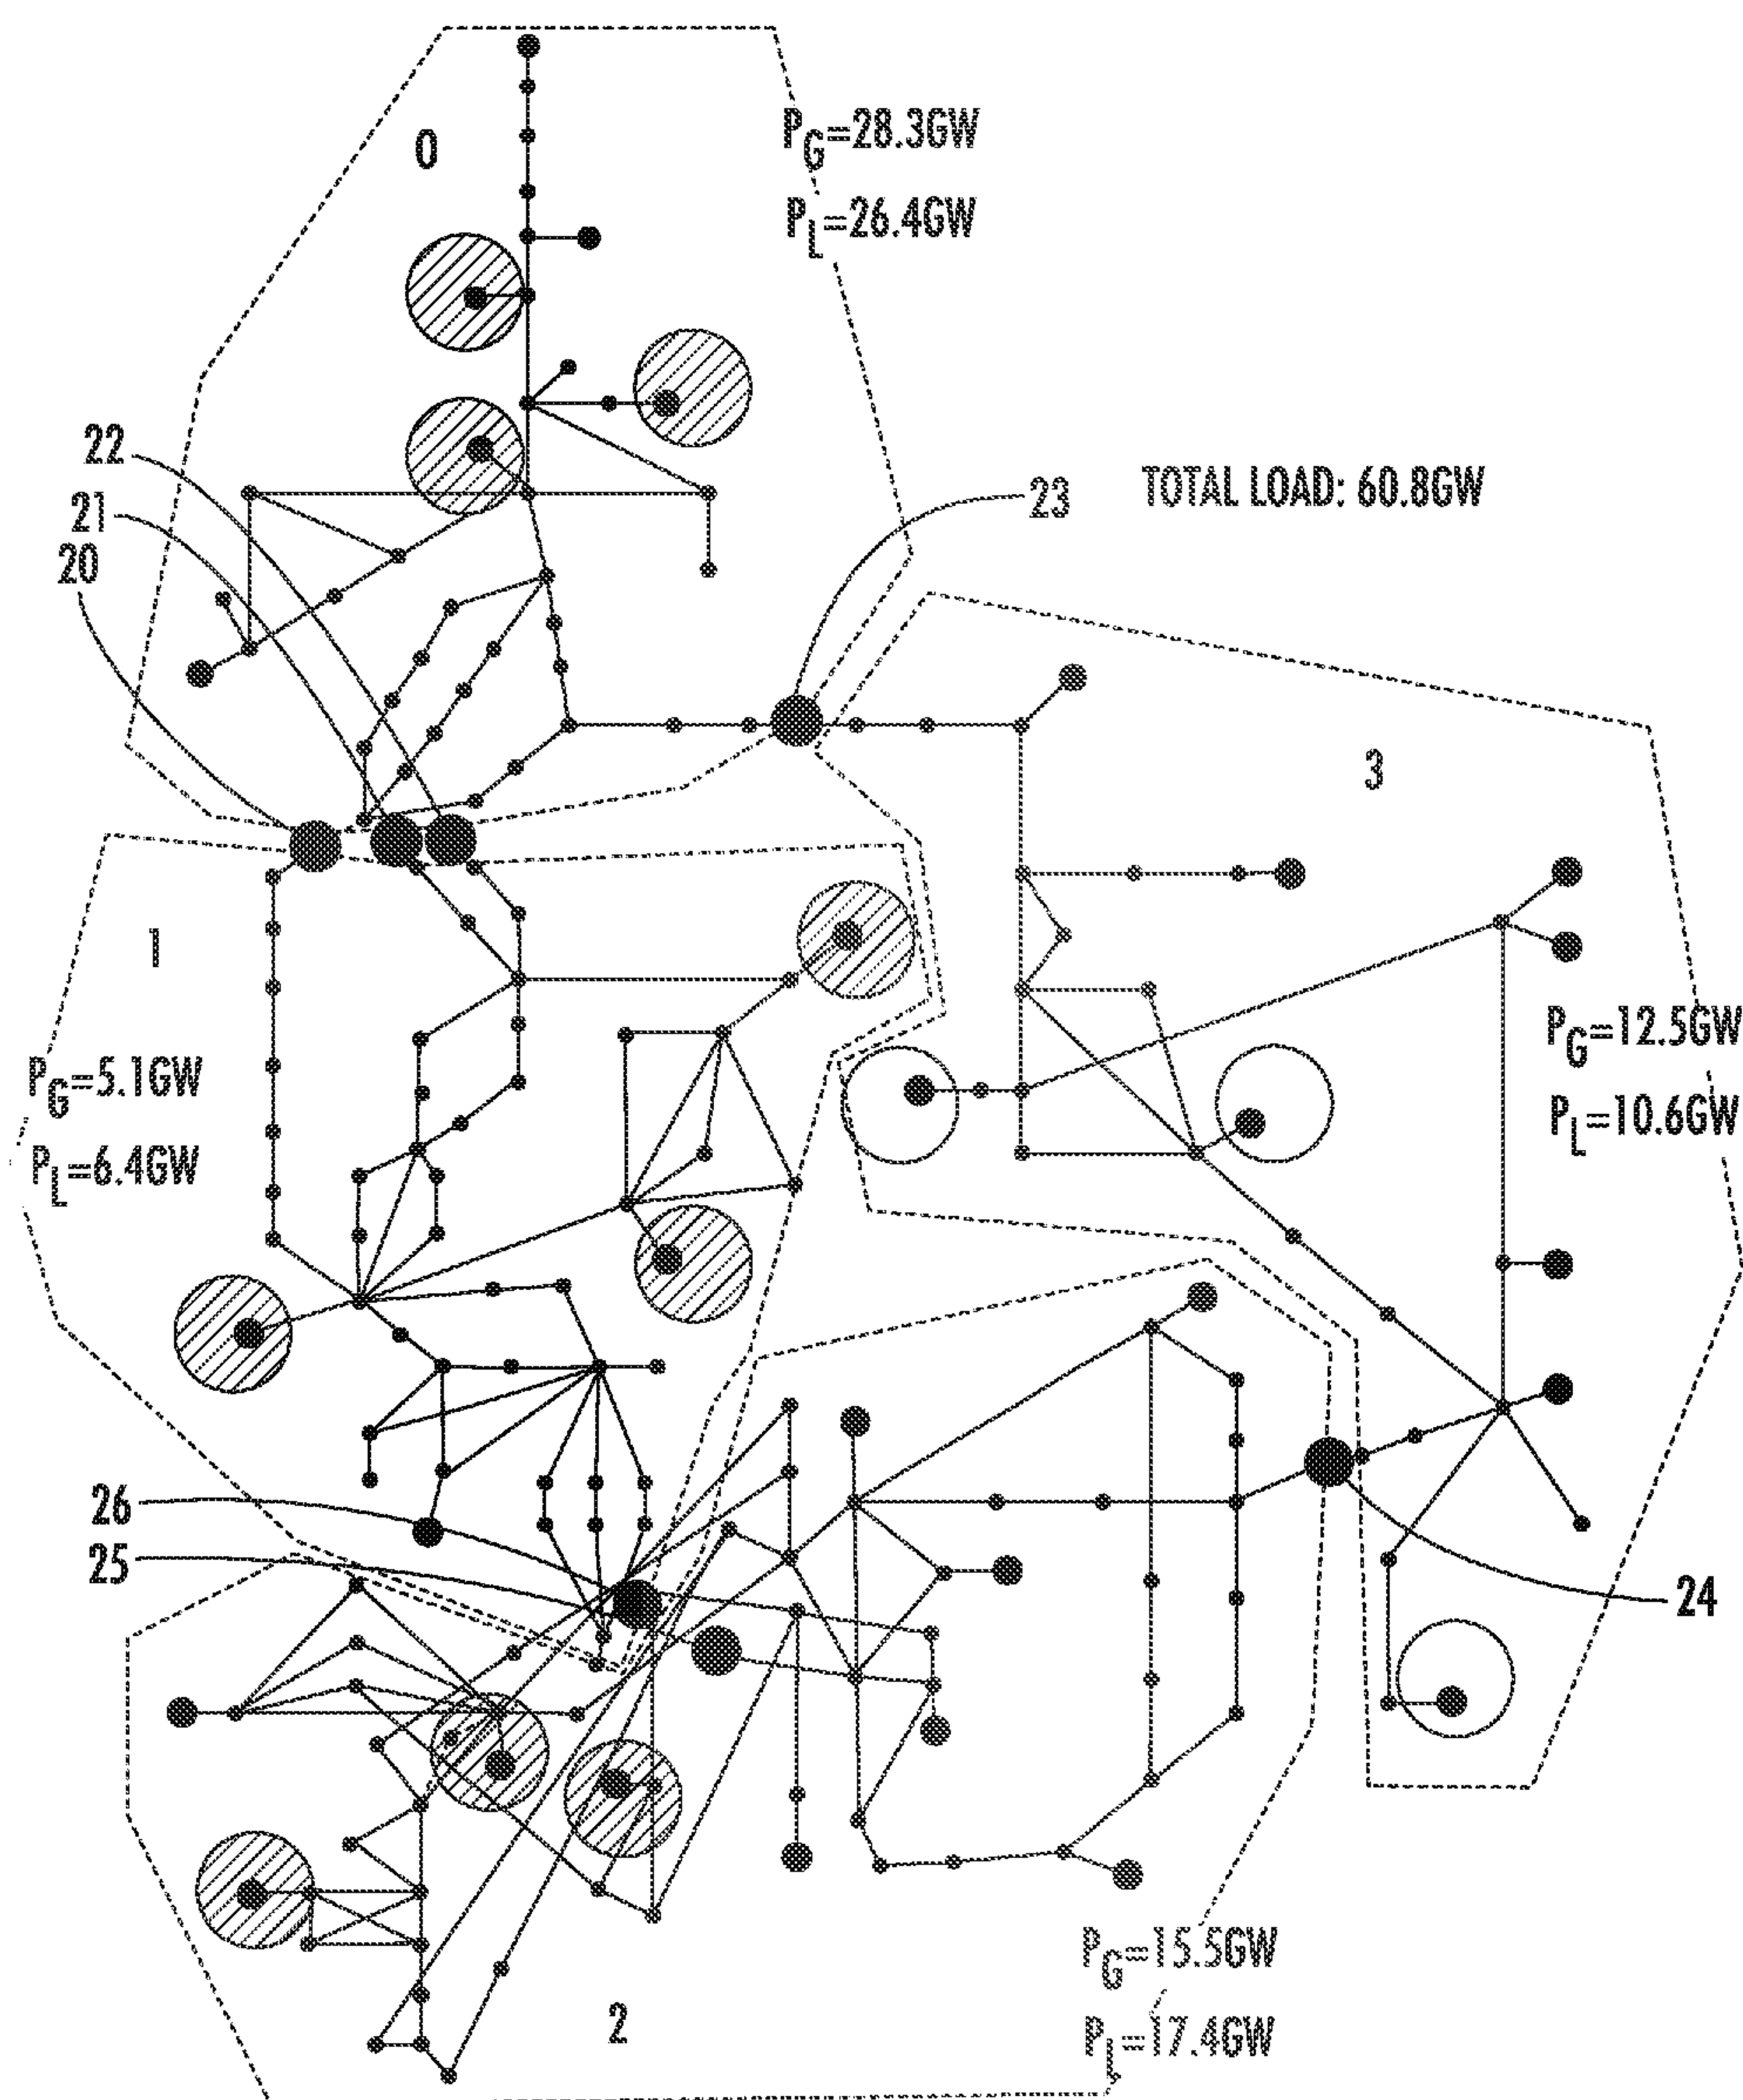 0
P_G=28.3GW
P_L=26.4GW
22
21
20
23
TOTAL LOAD: 60.8GW
3
1
P_G=12.5GW
P_L=10.6GW
P_G=5.1GW
P_L=6.4GW
26
25
24
P_G=15.5GW
P_L=17.4GW
2